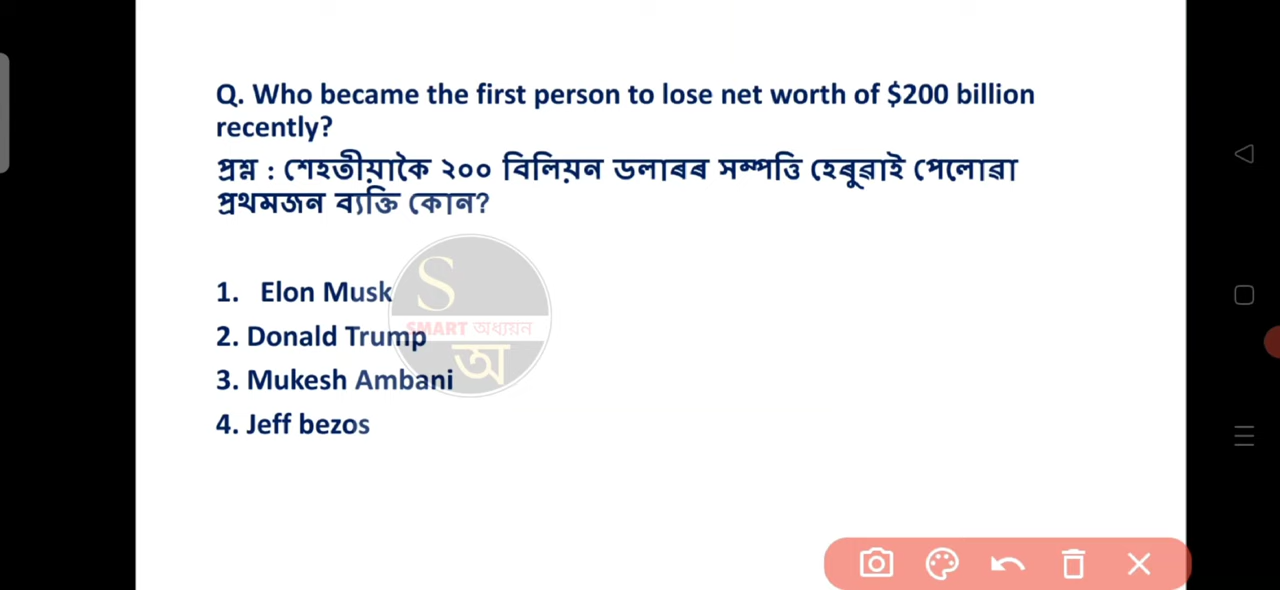 Q. Who became the first person to lose net worth of $200 billion
recently?
প্ৰশ্ন : শেহতীয়াকৈ ২০০ বিলিয়ন ডলাৰৰ সম্পত্তি হেৰুৱাই পেলোৱা
প্ৰথমজন ব্যক্তি কোন?
1. Elon Musk
S
SMART অধ্যয়ন
2. Donald Trump
অ
3. Mukesh Ambani
4. Jeff bezos